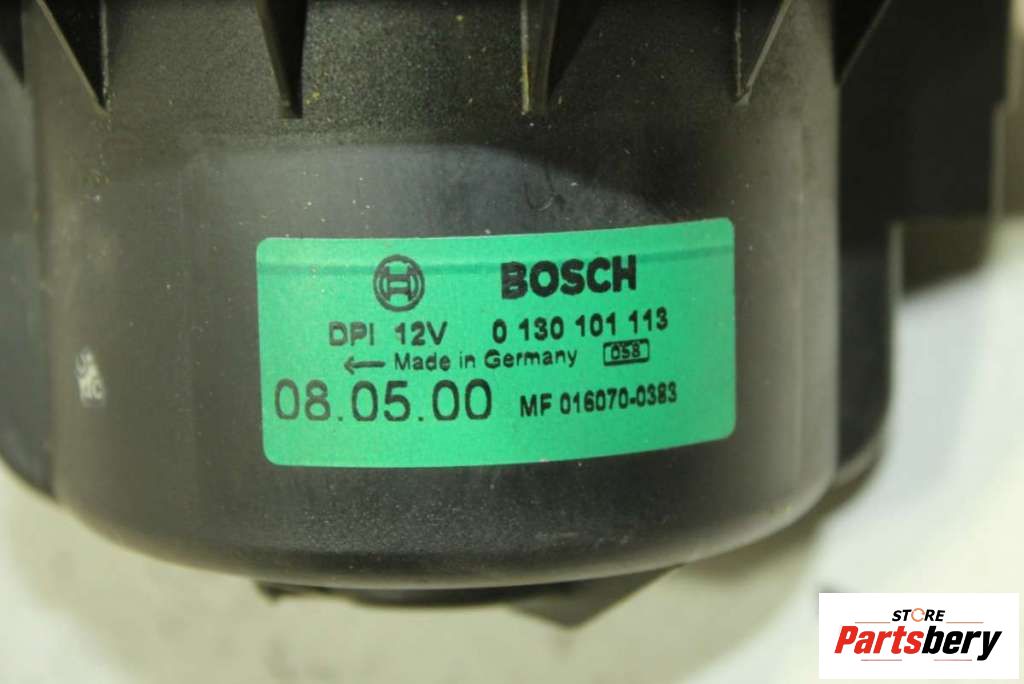 BOSCH
DPI 12V 0 130 101 113
Made in Germany 058
08.05.00 MF 016070-0383
STORE
Partsbery